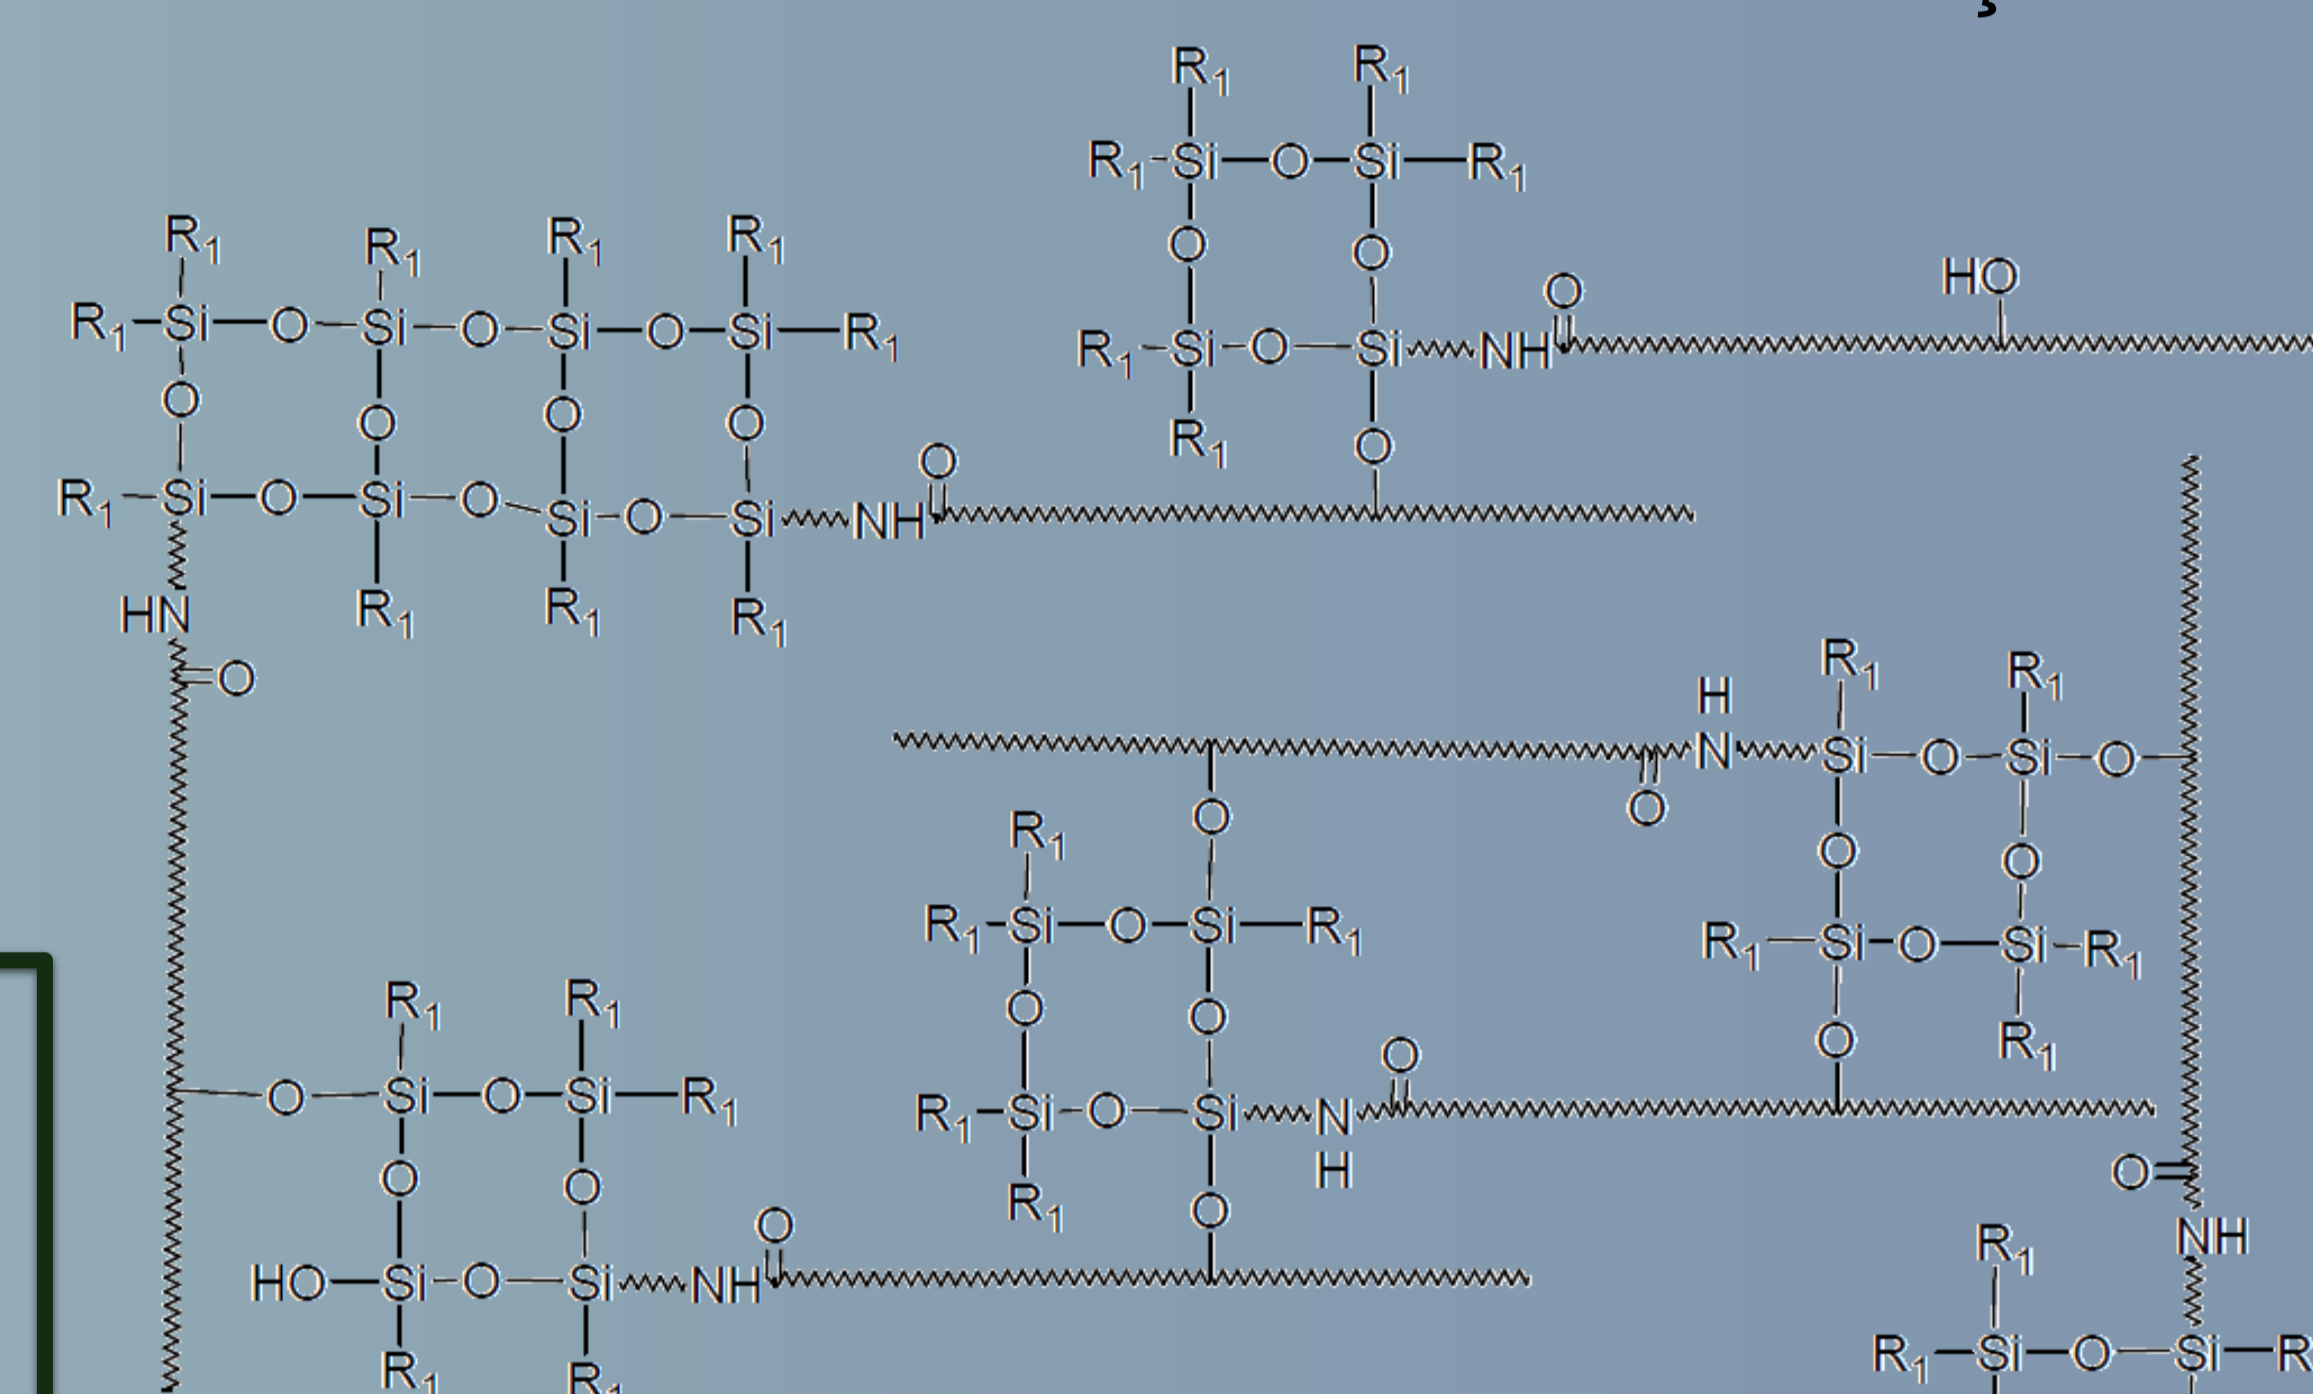 R1 R1
R1 Si O Si R1
O O
R1 Si O Si NH O
R1
O
HO
R1 R1 R1 R1
R1 Si O Si O Si O Si R1
O O O O
R1 Si O Si O Si O Si NH O
HN R1 R1 R1
O
H R1 R1
N Si O Si O
O
O O
R1 Si O Si R1
O R1
O
R1
R1 Si O Si R1
O O
R1 Si O Si N O
H
R1 O
R1 R1
O Si O Si R1
O O
HO Si O Si NH O
R1 R1
O
NH
R1
R1 Si O Si R